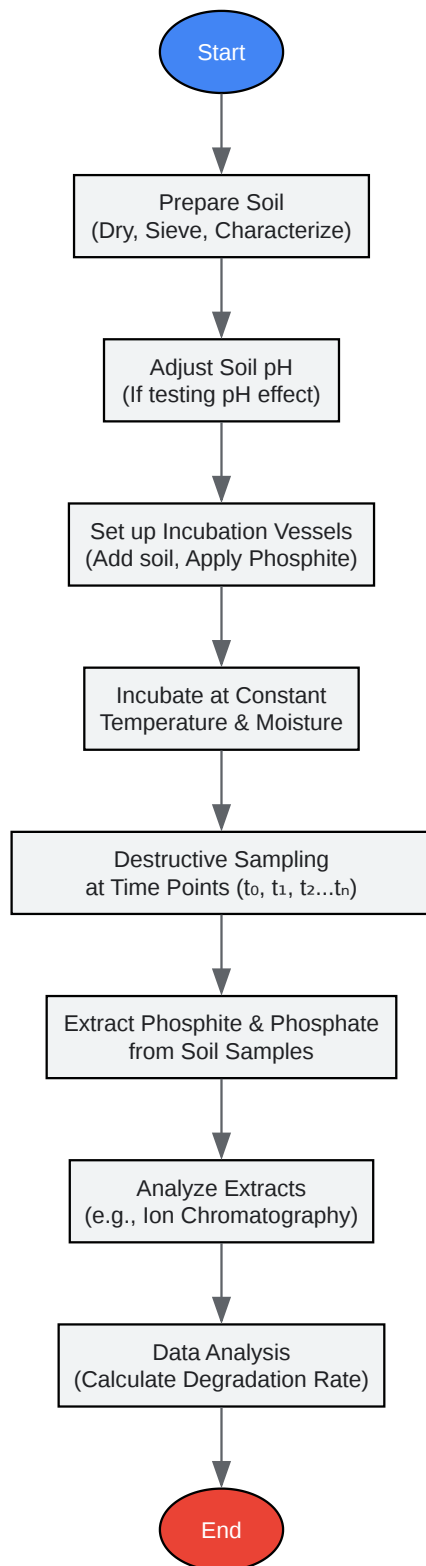 Start
Prepare Soil
(Dry, Sieve, Characterize)
Adjust Soil pH
(If testing pH effect)
Set up Incubation Vessels
(Add soil, Apply Phosphite)
Incubate at Constant
Temperature & Moisture
Destructive Sampling
at Time Points (t₀, t₁, t₂...tₙ)
Extract Phosphite & Phosphate
from Soil Samples
Analyze Extracts
(e.g., Ion Chromatography)
Data Analysis
(Calculate Degradation Rate)
End